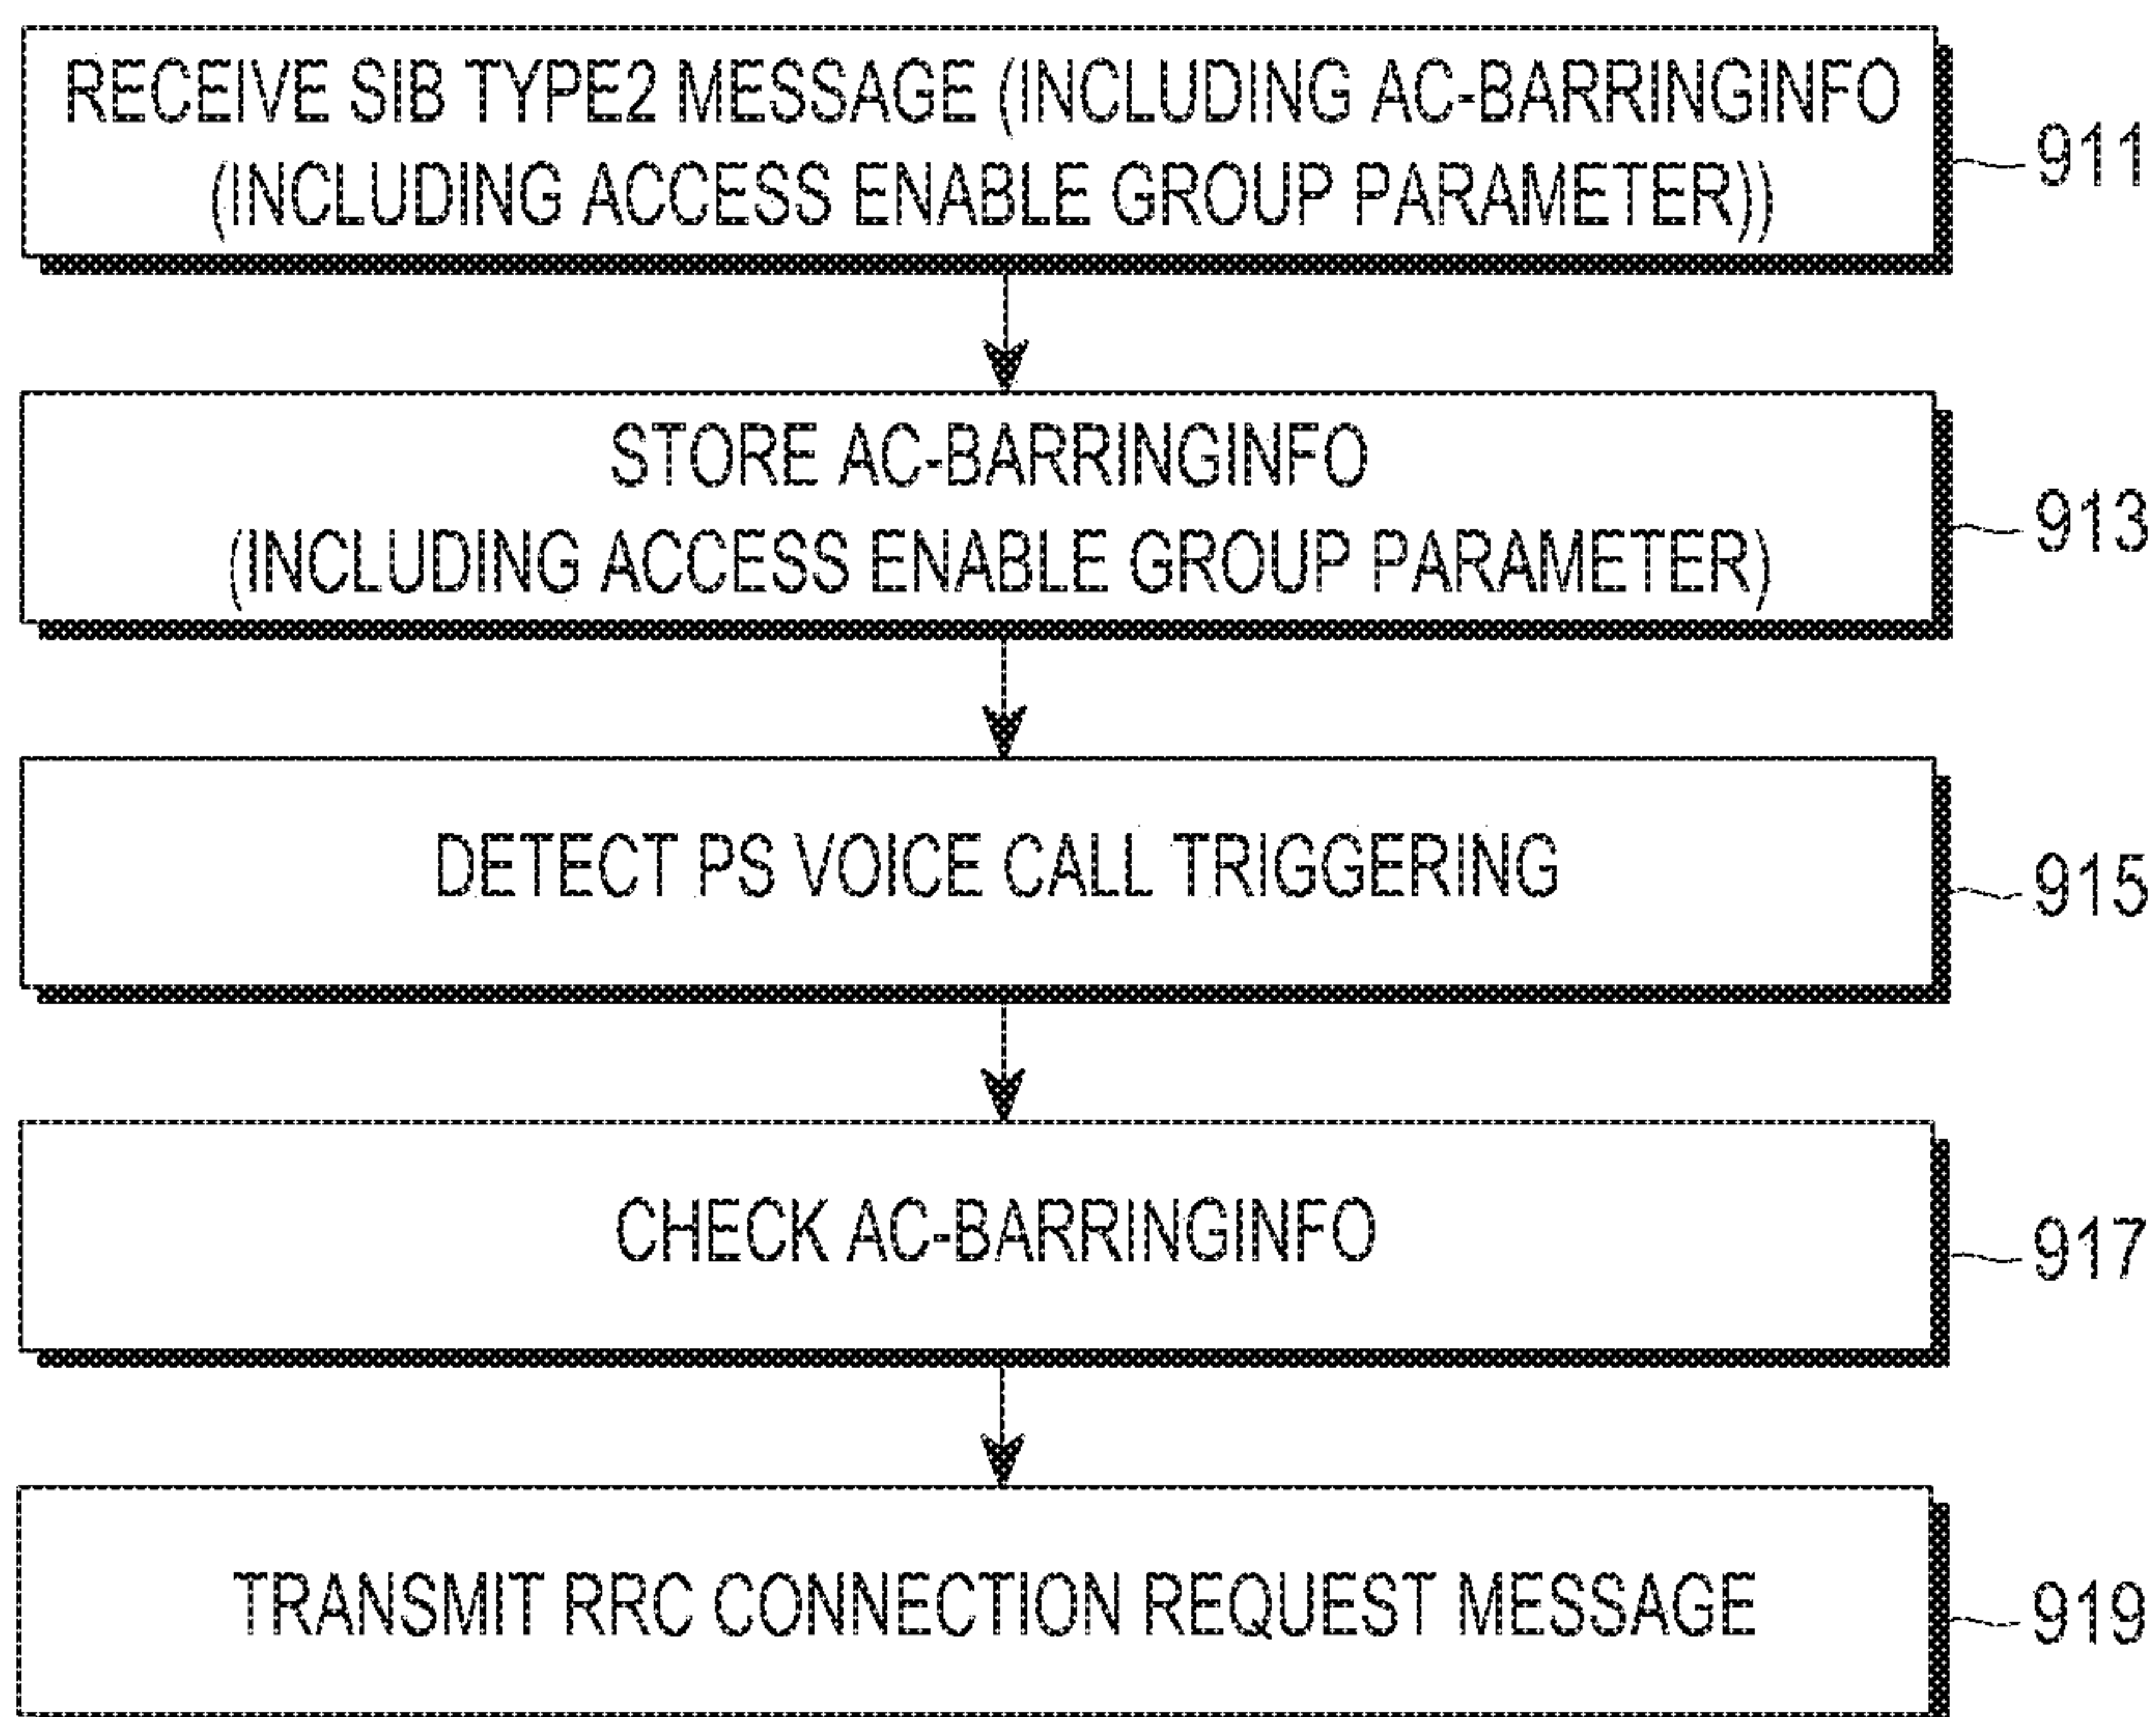 RECEIVE SIB TYPE2 MESSAGE (INCLUDING AC-BARRINGINFO
(INCLUDING ACCESS ENABLE GROUP PARAMETER))
911
STORE AC-BARRINGINFO
(INCLUDING ACCESS ENABLE GROUP PARAMETER)
913
DETECT PS VOICE CALL TRIGGERING
915
CHECK AC-BARRINGINFO
917
TRANSMIT RRC CONNECTION REQUEST MESSAGE
919